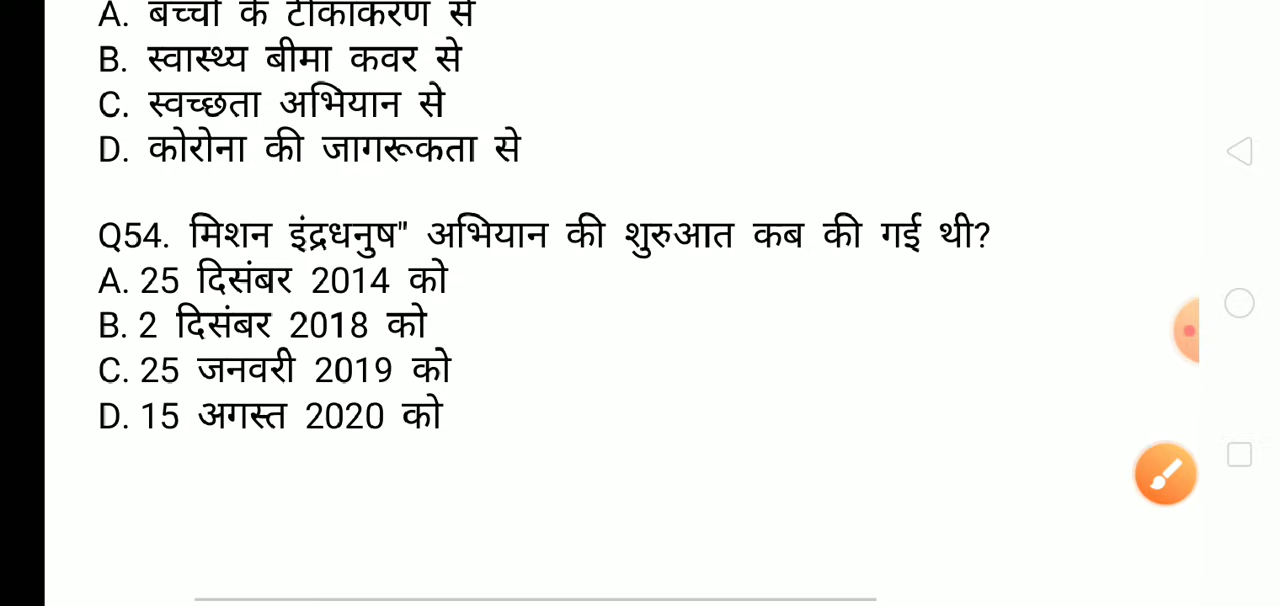 A. बच्चों के टीकाकरण से
B. स्वास्थ्य बीमा कवर से
C. स्वच्छता अभियान से
D. कोरोना की जागरूकता से
Q54. मिशन इंद्रधनुष" अभियान की शुरुआत कब की गई थी?
A. 25 दिसंबर 2014 को
B. 2 दिसंबर 2018 को
C. 25 जनवरी 2019 को
D. 15 अगस्त 2020 को